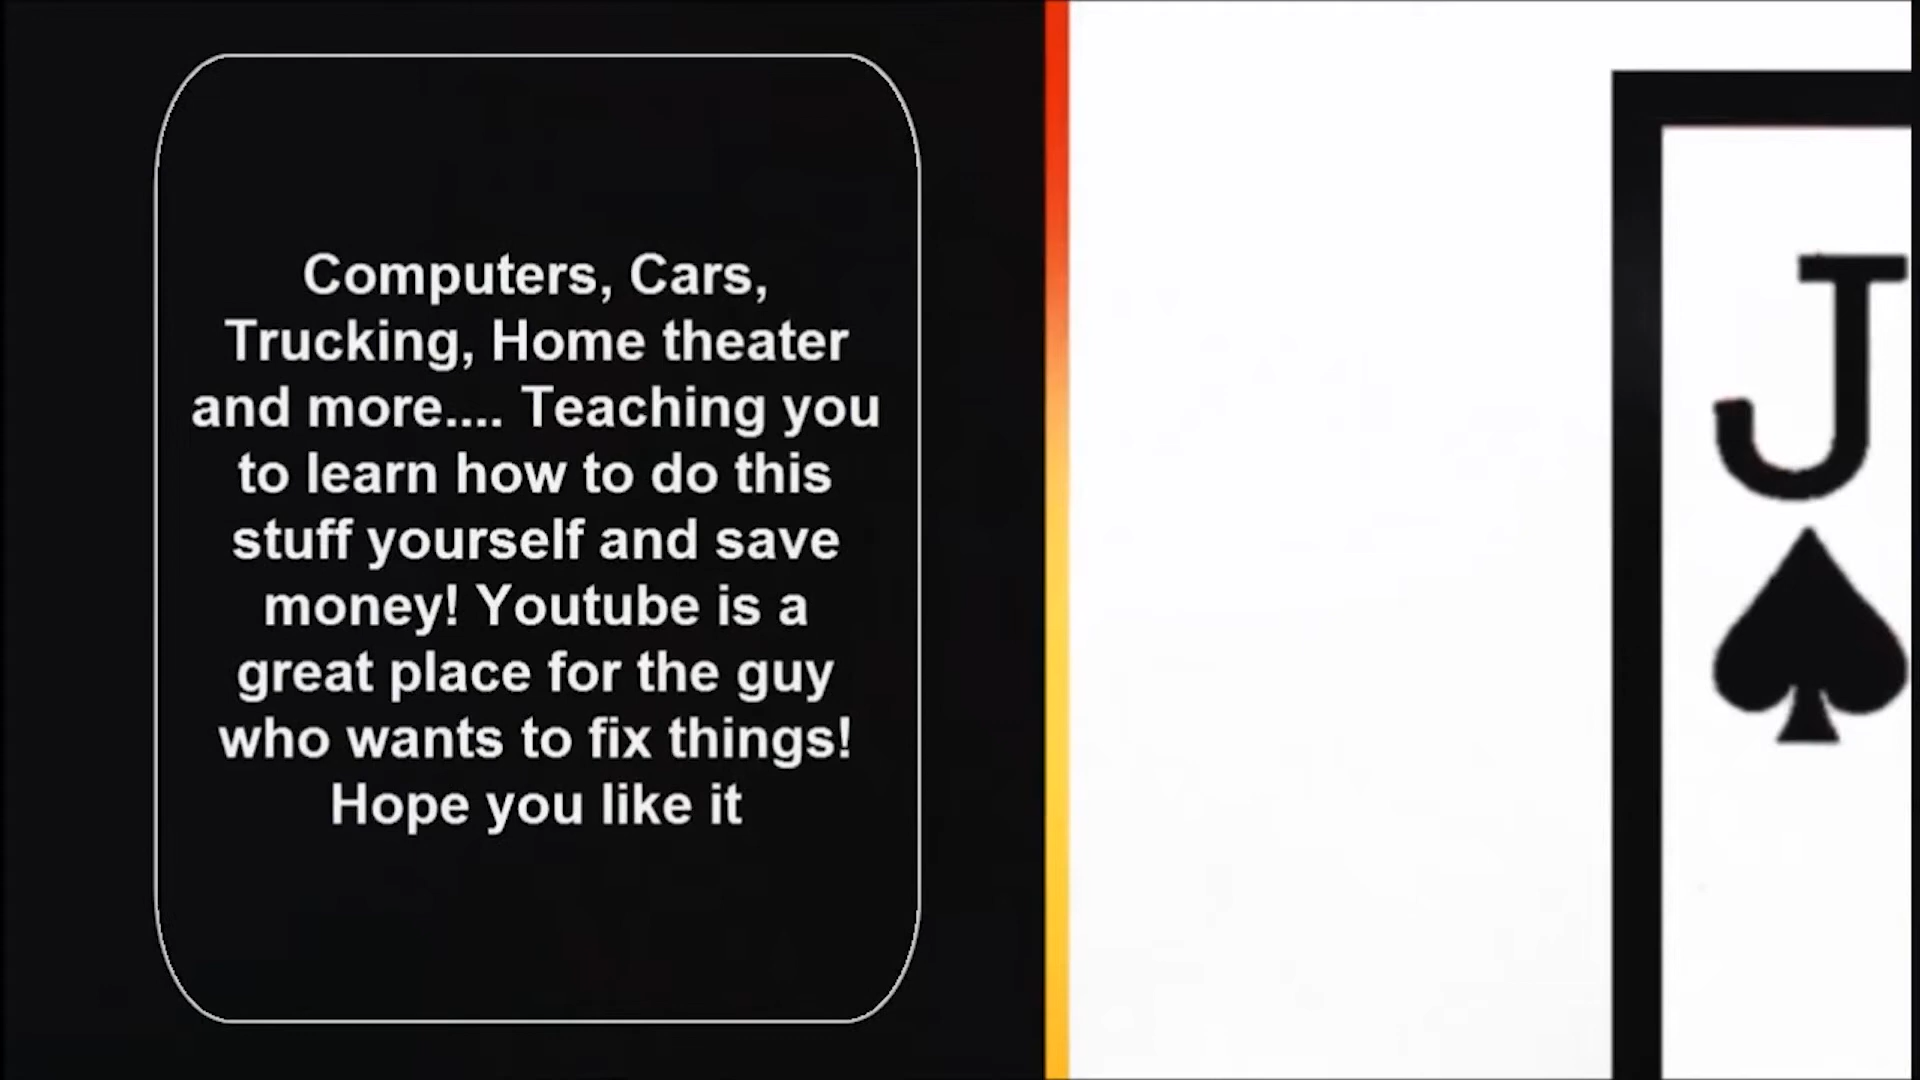 Computers, Cars,
Trucking, Home theater
and more.... Teaching you
to learn how to do this
stuff yourself and save
money! Youtube is a
great place for the guy
who wants to fix things!
Hope you like it
J